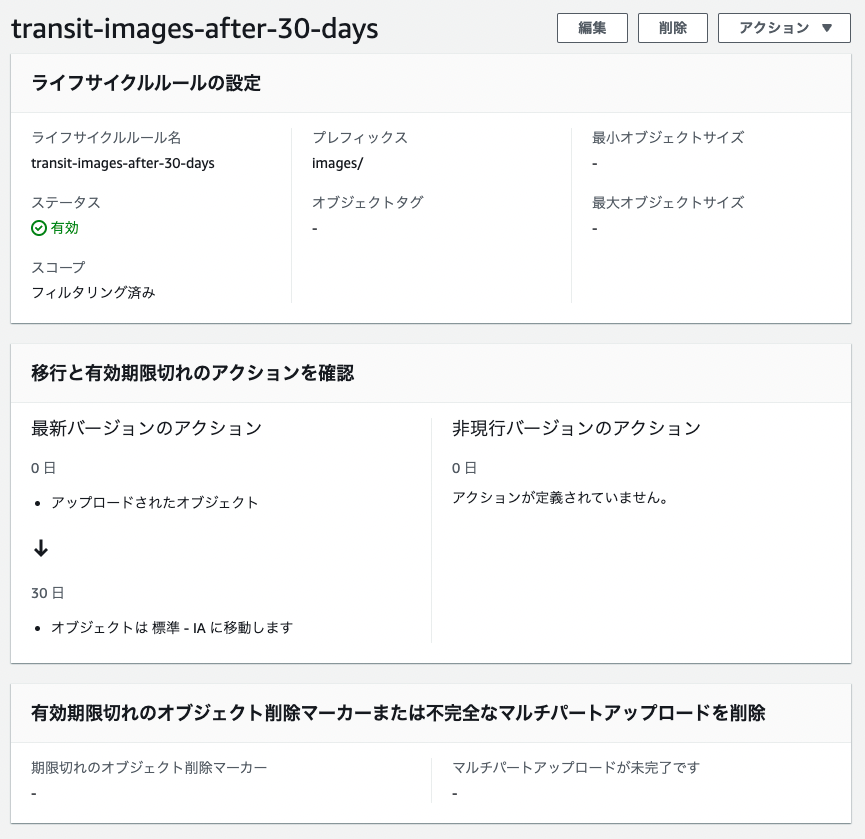 transit-images-after-30-days
編集
削除
アクション
ライフサイクルルールの設定
ライフサイクルルール名
transit-images-after-30-days
ステータス
有効
スコープ
フィルタリング済み
プレフィックス
images/
オブジェクトタグ
-
最小オブジェクトサイズ
-
最大オブジェクトサイズ
-
移行と有効期限切れのアクションを確認
最新バージョンのアクション
0 日
• アップロードされたオブジェクト
30 日
• オブジェクトは 標準 - IA に移動します
非現行バージョンのアクション
0 日
アクションが定義されていません。
有効期限切れのオブジェクト削除マーカーまたは不完全なマルチパートアップロードを削除
期限切れのオブジェクト削除マーカー
-
マルチパートアップロードが未完了です
-